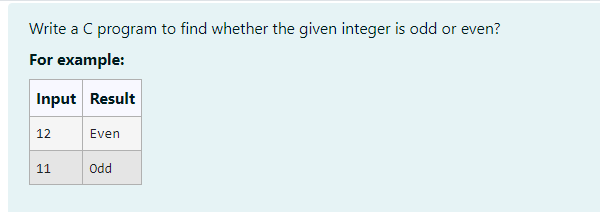 Write a C program to find whether the given integer is odd or even?
For example:
Input Result
12 Even
11 Odd